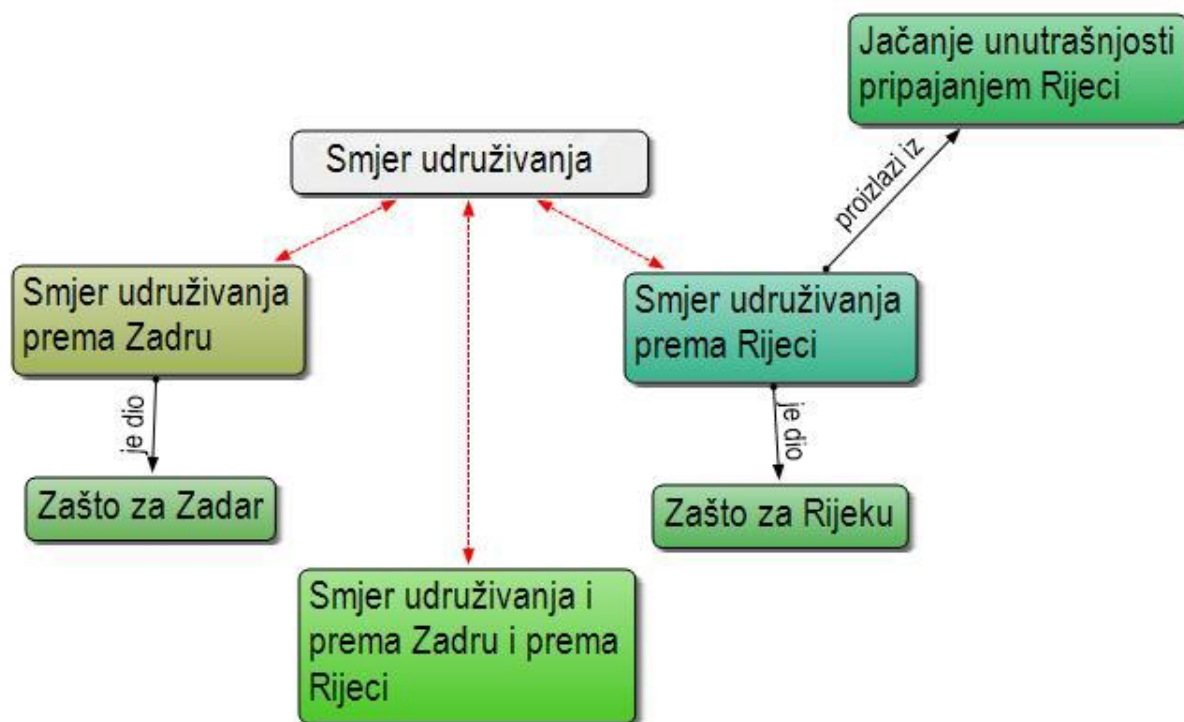 Jačanje unutrašnjosti
pripajanjem Rijeci
Smjer udruživanja
proizlazi iz
Smjer udruživanja
prema Zadru
Smjer udruživanja
prema Rijeci
je dio
je dio
Zašto za Zadar
Zašto za Rijeku
Smjer udruživanja i
prema Zadru i prema
Rijeci